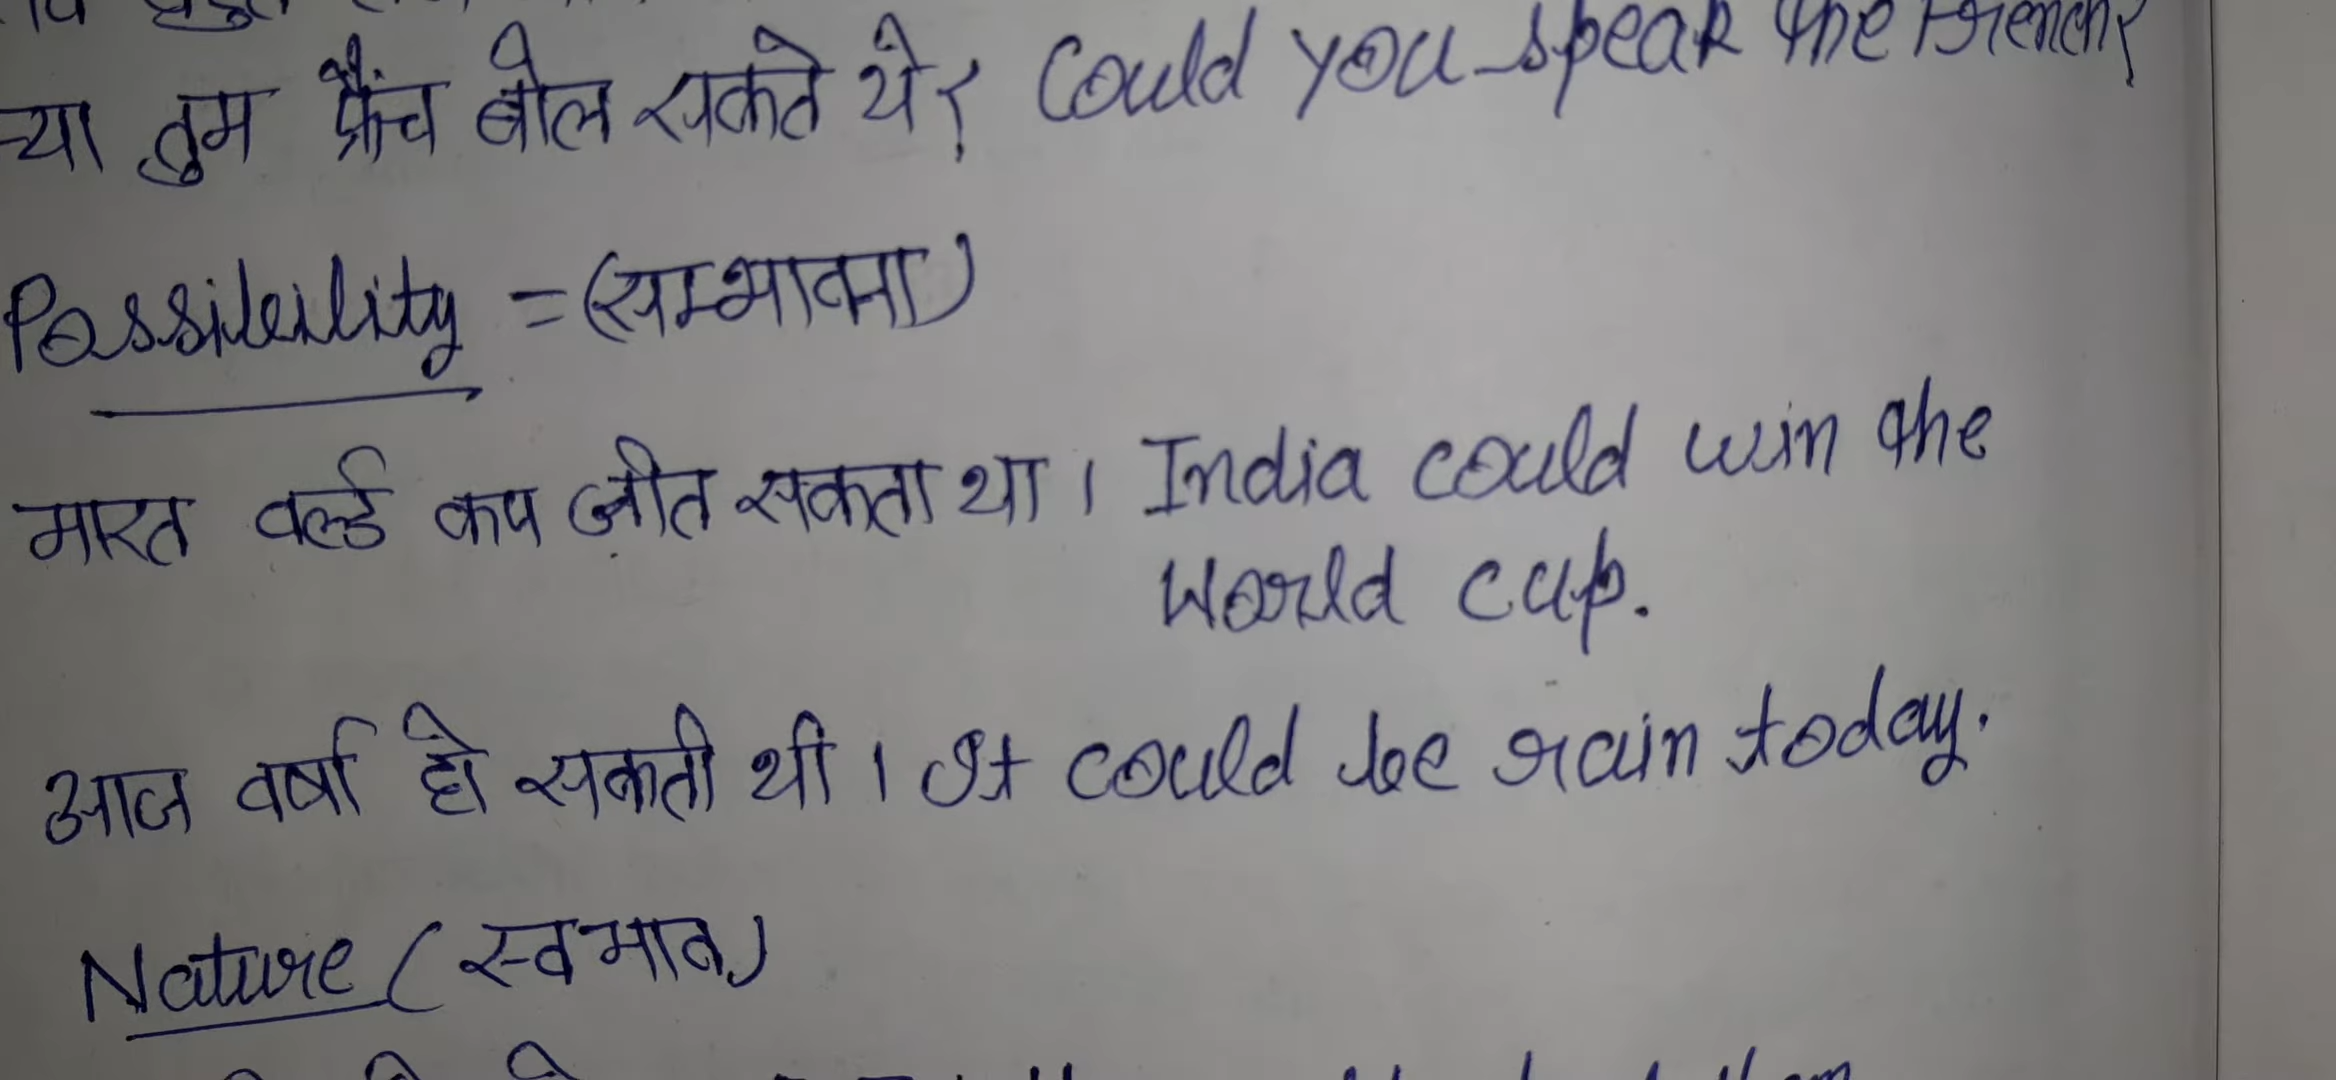 क्या तुम फ्रैंच बोल सकते थे? Could you speak the French?
Possibility = (सम्भावना)
भारत वर्ल्ड कप जीत सकता था। India could win the
World cup.
आज वर्षा हो सकती थी। It could be rain today.
Nature (स्वभाव)